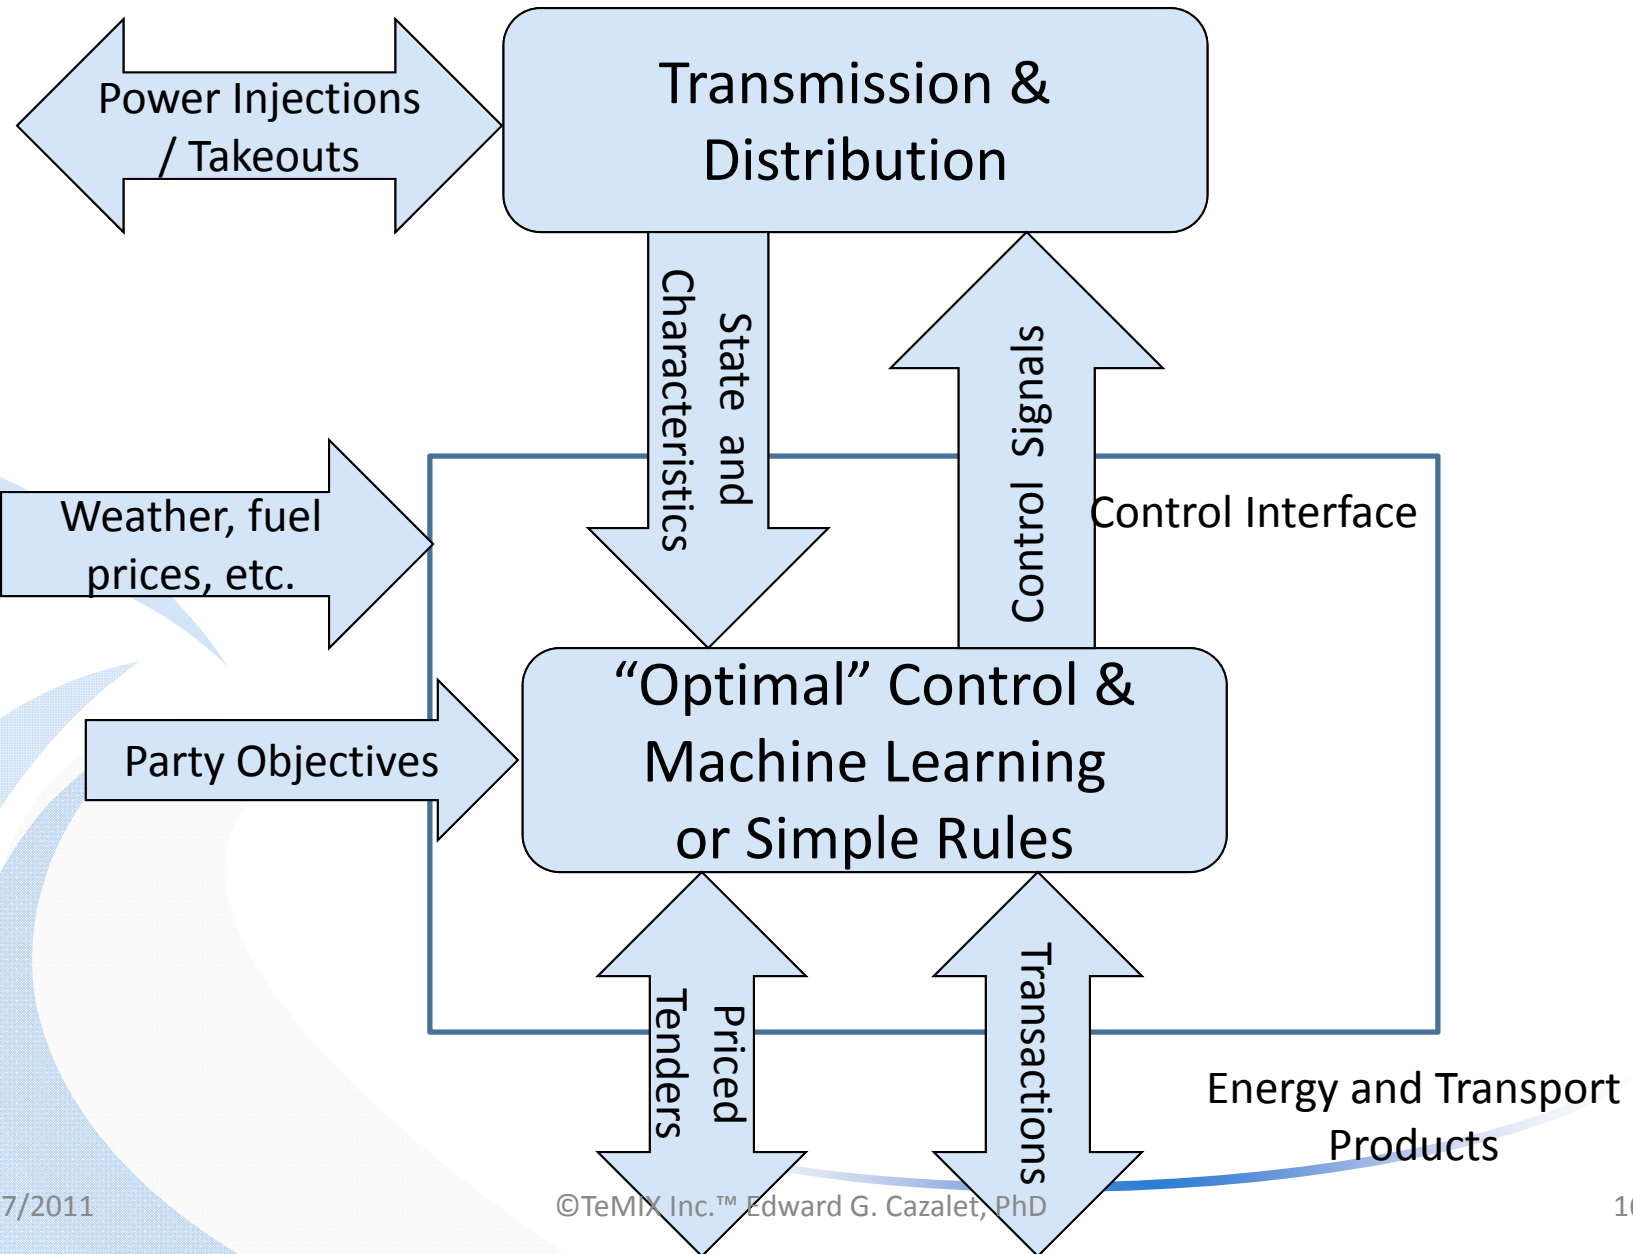 Transmission &
Distribution
Power Injections
/ Takeouts
State and
Characteristics
Control Signals
Control Interface
Weather, fuel
prices, etc.
“Optimal” Control &
Machine Learning
or Simple Rules
Party Objectives
Priced
Tenders
Transactions
Energy and Transport
Products
7/2011
©TeMIX Inc.™ Edward G. Cazalet, PhD